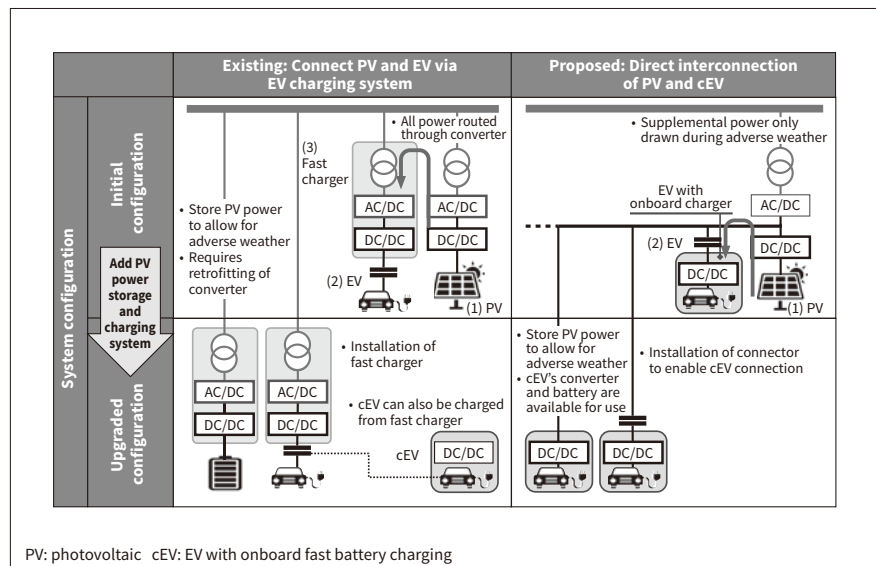 Existing: Connect PV and EV via
EV charging system
Proposed: Direct interconnection
of PV and cEV
System configuration
Initial
configuration
Add PV
power
storage
and
charging
system
Upgraded
configuration
• All power routed
through converter
(3)
Fast
charger
• Store PV power
to allow for
adverse weather
• Requires
retrofitting of
converter
AC/DC
DC/DC
AC/DC
DC/DC
(2) EV
(1) PV
• Supplemental power only
drawn during adverse weather
EV with
onboard charger
AC/DC
(2) EV
DC/DC
DC/DC
(1) PV
• Installation of
fast charger
AC/DC
DC/DC
AC/DC
DC/DC
• cEV can also be charged
from fast charger
cEV
DC/DC
• Store PV power
to allow for
adverse weather
• cEV's converter
and battery are
available for use
• Installation of connector
to enable cEV connection
DC/DC
DC/DC
PV: photovoltaic cEV: EV with onboard fast battery charging